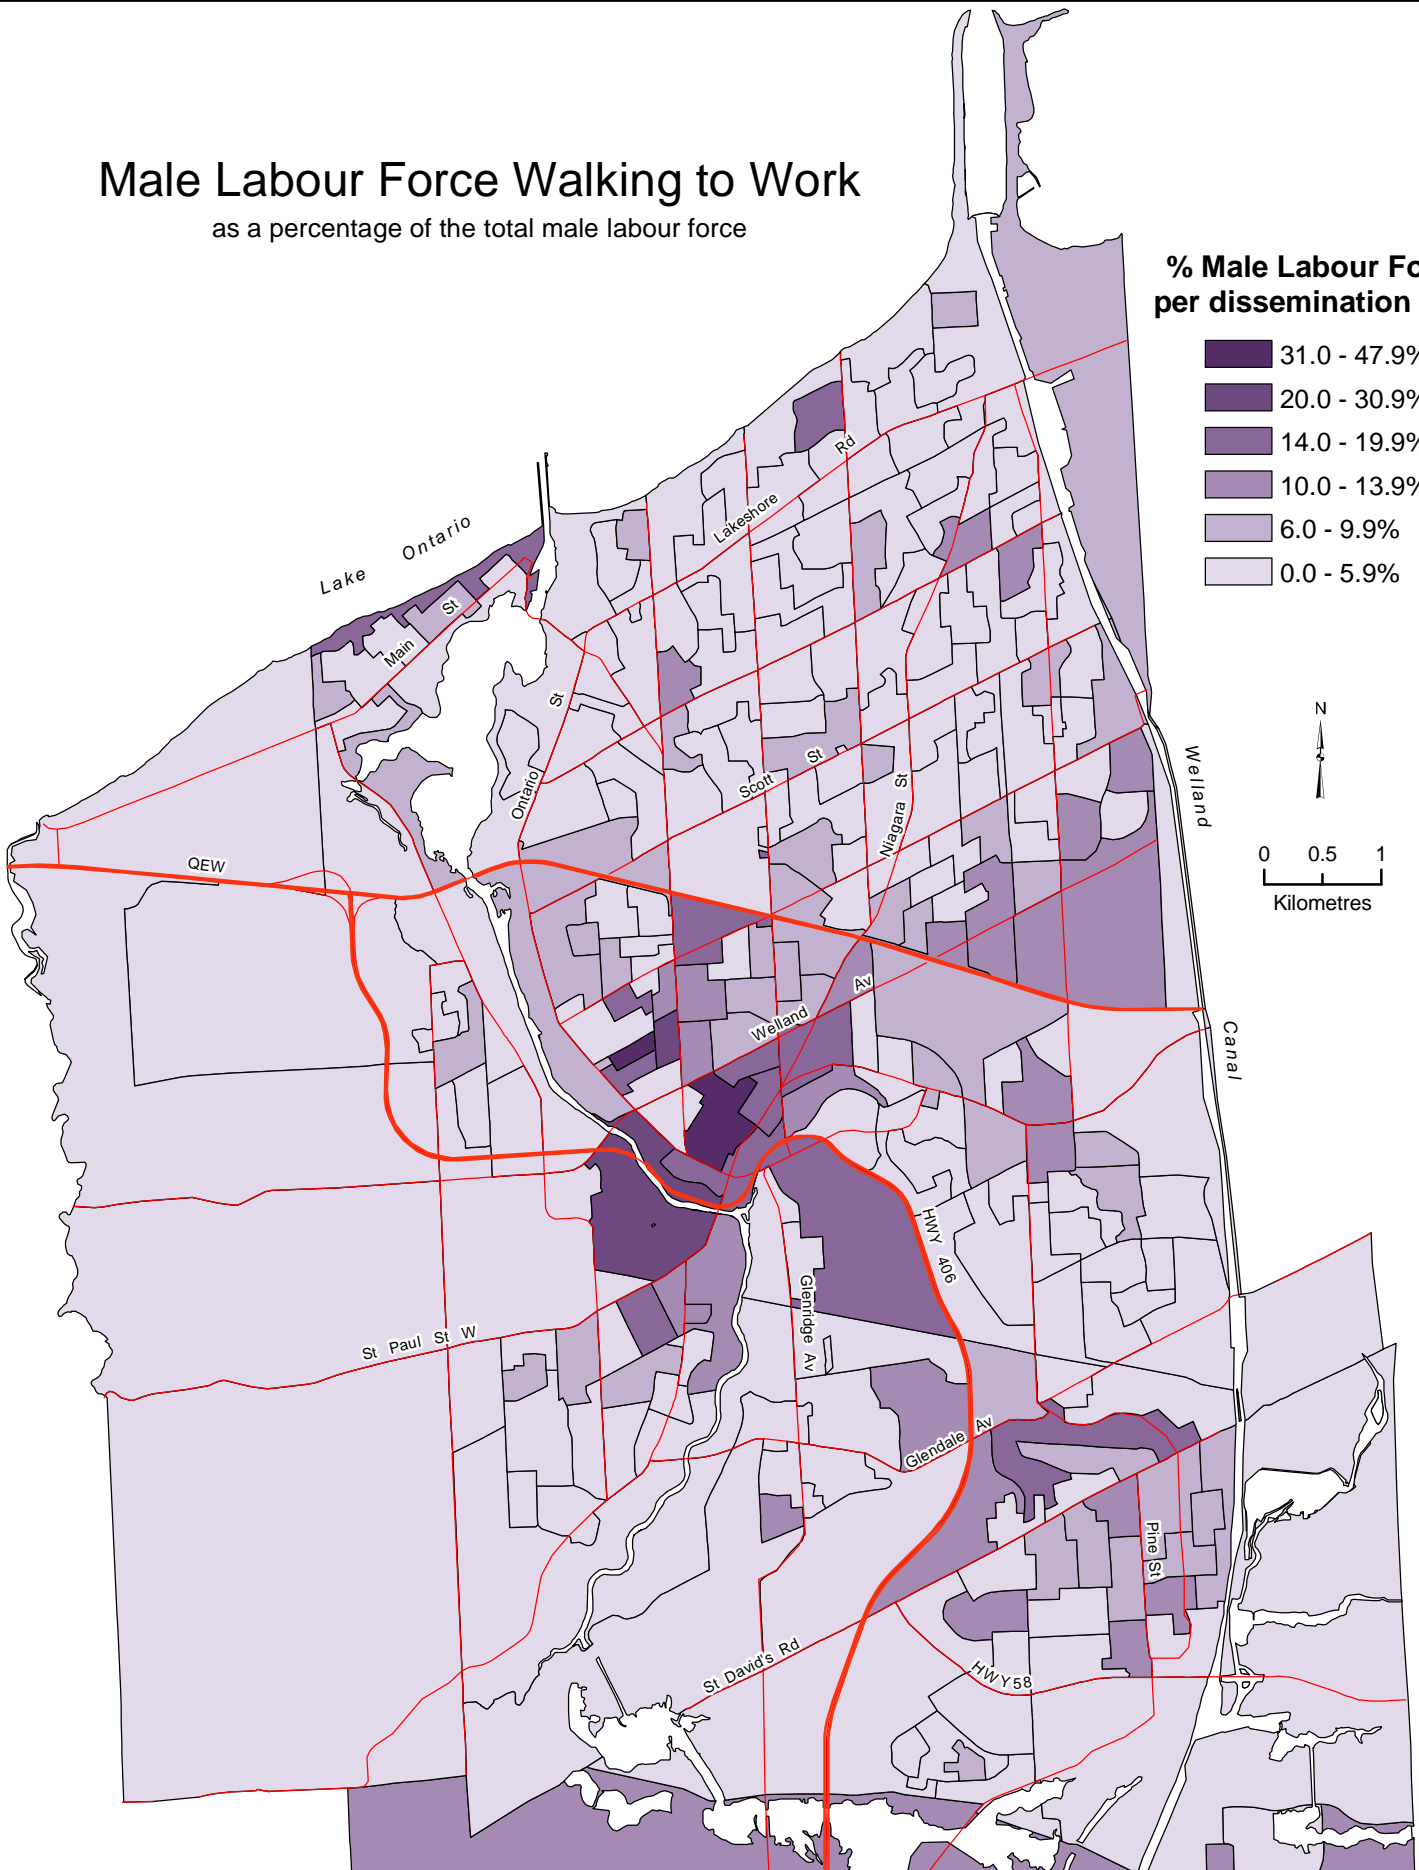 Male Labour Force Walking to Work
as a percentage of the total male labour force
% Male Labour Fo
per dissemination
31.0 - 47.9%
20.0 - 30.9%
14.0 - 19.9%
10.0 - 13.9%
6.0 - 9.9%
0.0 - 5.9%
Rd
Lakeshore
Lake Ontario
St
Main
St
Ontario
Scott St
Niagara St
Welland
N
0 0.5 1
Kilometres
QEW
Welland Av
Canal
HWY 406
Glenridge Av
St Paul St W
Glendale Av
Pine St
St David's Rd
HWY58